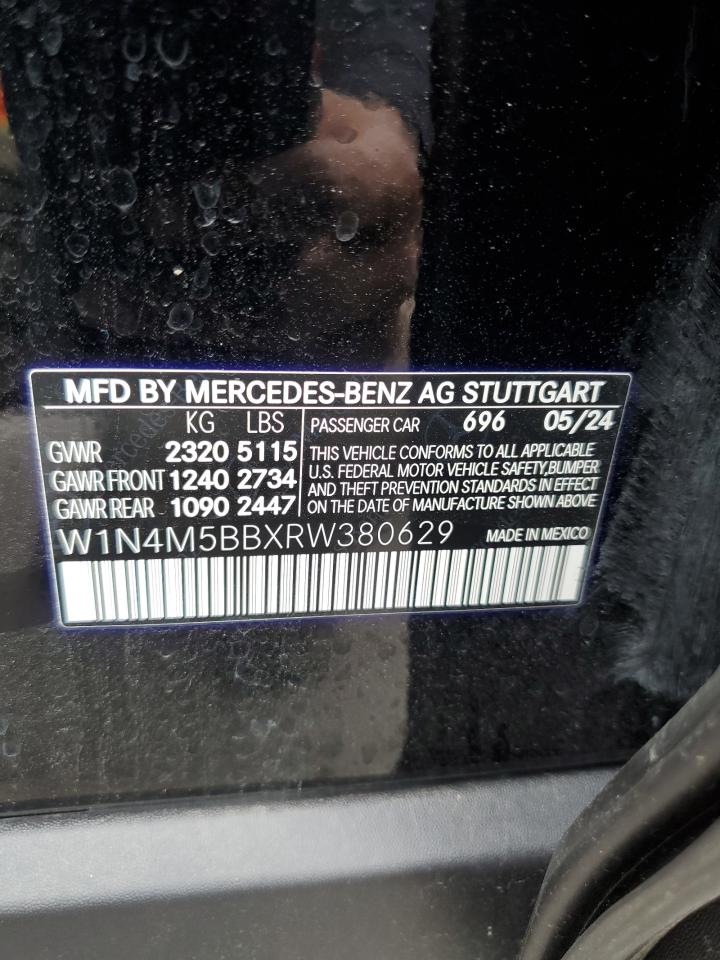 MFD BY MERCEDES-BENZ AG STUTTGART
KG LBS PASSENGER CAR 696 05/24
GVWR 2320 5115
GAWR FRONT 1240 2734
GAWR REAR 1090 2447
THIS VEHICLE CONFORMS TO ALL APPLICABLE
U.S. FEDERAL MOTOR VEHICLE SAFETY, BUMPER
AND THEFT PREVENTION STANDARDS IN EFFECT
ON THE DATE OF MANUFACTURE SHOWN ABOVE
W1N4M5BBXRW380629 MADE IN MEXICO